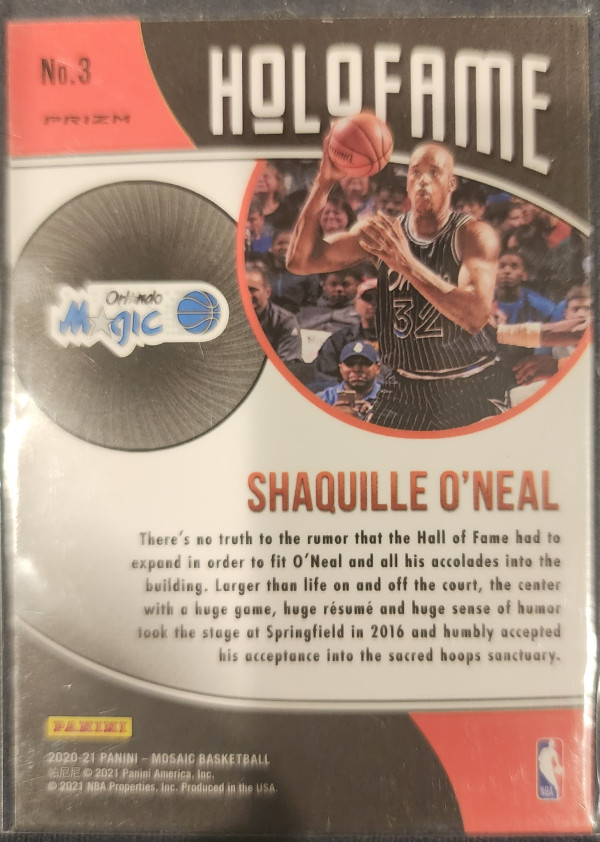 No.3
PRIZM
HOLOFAME
Orlando
Magic
32
SHAQUILLE O'NEAL
There's no truth to the rumor that the Hall of Fame had to
expand in order to fit O'Neal and all his accolades into the
building. Larger than life on and off the court, the center
with a huge game, huge résumé and huge sense of humor
took the stage at Springfield in 2016 and humbly accepted
his acceptance into the sacred hoops sanctuary.
PANINI
2020-21 PANINI – MOSAIC BASKETBALL
帕尼尼 © 2021 Panini America, Inc.
© 2021 NBA Properties, Inc. Produced in the USA.
NBA